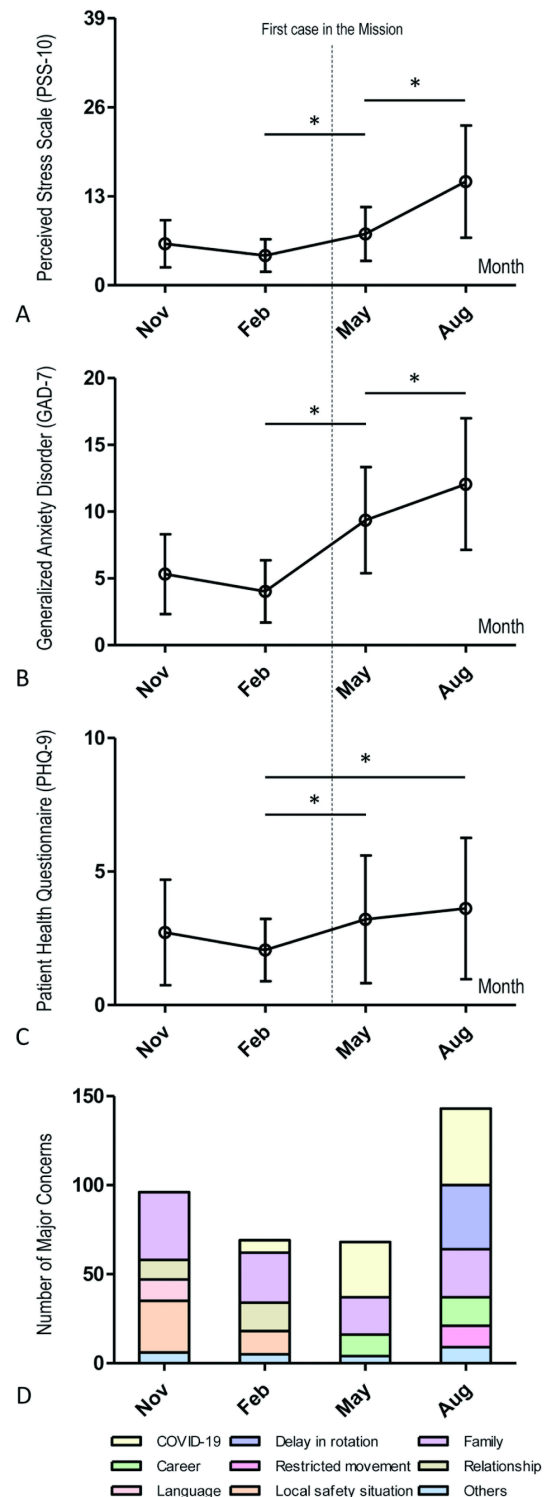 First case in the Mission
Perceived Stress Scale (PSS-10)
39
26
13
0
*
*
Month
Nov
Feb
May
Aug
A
Generalized Anxiety Disorder (GAD-7)
20
15
10
5
0
*
*
Month
Nov
Feb
May
Aug
B
Patient Health Questionnaire (PHQ-9)
10
5
0
*
*
Month
Nov
Feb
May
Aug
C
Number of Major Concerns
150
100
50
0
Nov
Feb
May
Aug
D
COVID-19 Delay in rotation Family
Career Restricted movement Relationship
Language Local safety situation Others